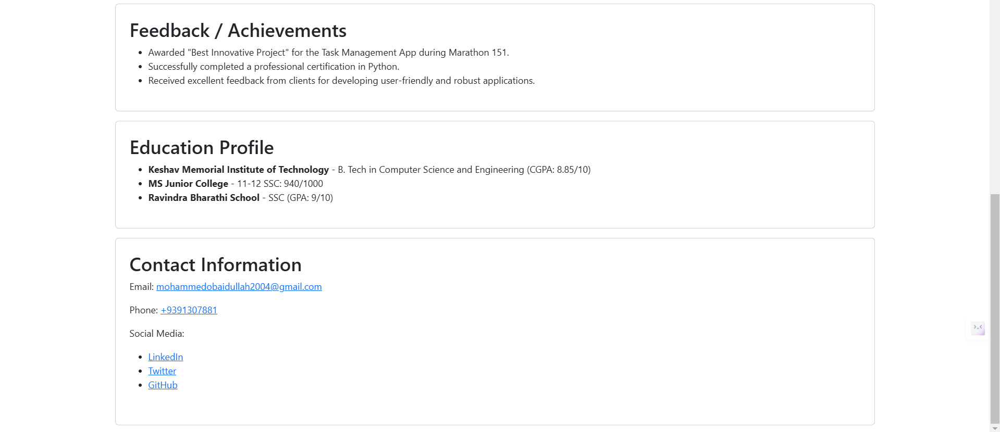 Feedback / Achievements
Awarded "Best Innovative Project" for the Task Management App during Marathon 151.
Successfully completed a professional certification in Python.
Received excellent feedback from clients for developing user-friendly and robust applications.
Education Profile
Keshav Memorial Institute of Technology - B. Tech in Computer Science and Engineering (CGPA: 8.85/10)
MS Junior College - 11-12 SSC: 940/1000
Ravindra Bharathi School - SSC (GPA: 9/10)
Contact Information
Email: mohammedobaidullah2004@gmail.com
Phone: +9391307881
Social Media:
LinkedIn
Twitter
GitHub